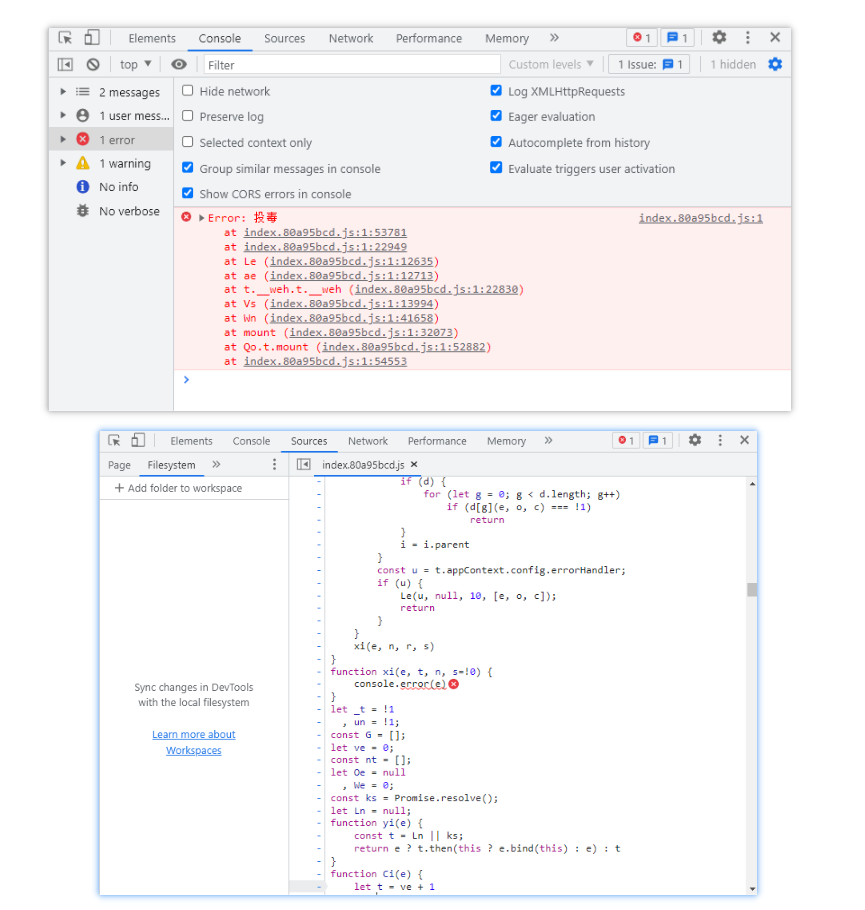 Elements Console Sources Network Performance Memory » 1 1
top ▼ Filter Custom levels ▼ 1 Issue: 1 1 hidden
2 messages
1 user mess...
1 error
1 warning
No info
No verbose
Hide network Log XMLHttpRequests
Preserve log Eager evaluation
Selected context only Autocomplete from history
Group similar messages in console Evaluate triggers user activation
Show CORS errors in console
Error: 投毒 index.80a95bcd.js:1
at index.80a95bcd.js:1:53781
at index.80a95bcd.js:1:22949
at Le (index.80a95bcd.js:1:12635)
at ae (index.80a95bcd.js:1:12713)
at t.__weh.t.__weh (index.80a95bcd.js:1:22830)
at Vs (index.80a95bcd.js:1:13994)
at Wn (index.80a95bcd.js:1:41658)
at mount (index.80a95bcd.js:1:32073)
at Qo.t.mount (index.80a95bcd.js:1:52882)
at index.80a95bcd.js:1:54553
>
Elements Console Sources Network Performance Memory » 1 1
Page Filesystem » index.80a95bcd.js ×
+ Add folder to workspace
Sync changes in DevTools
with the local filesystem
Learn more about
Workspaces
if (d) {
for (let g = 0; g < d.length; g++)
if (d[g](e, o, c) === !1)
return
}
i = i.parent
}
const u = t.appContext.config.errorHandler;
if (u) {
Le(u, null, 10, [e, o, c]);
return
}
}
xi(e, n, r, s)
}
function xi(e, t, n, s=!0) {
console.error(e)
}
let _t = !1
, un = !1;
const G = [];
let ve = 0;
const nt = [];
let Oe = null
, We = 0;
const ks = Promise.resolve();
let Ln = null;
function yi(e) {
const t = Ln || ks;
return e ? t.then(this ? e.bind(this) : e) : t
}
function Ci(e) {
let t = ve + 1